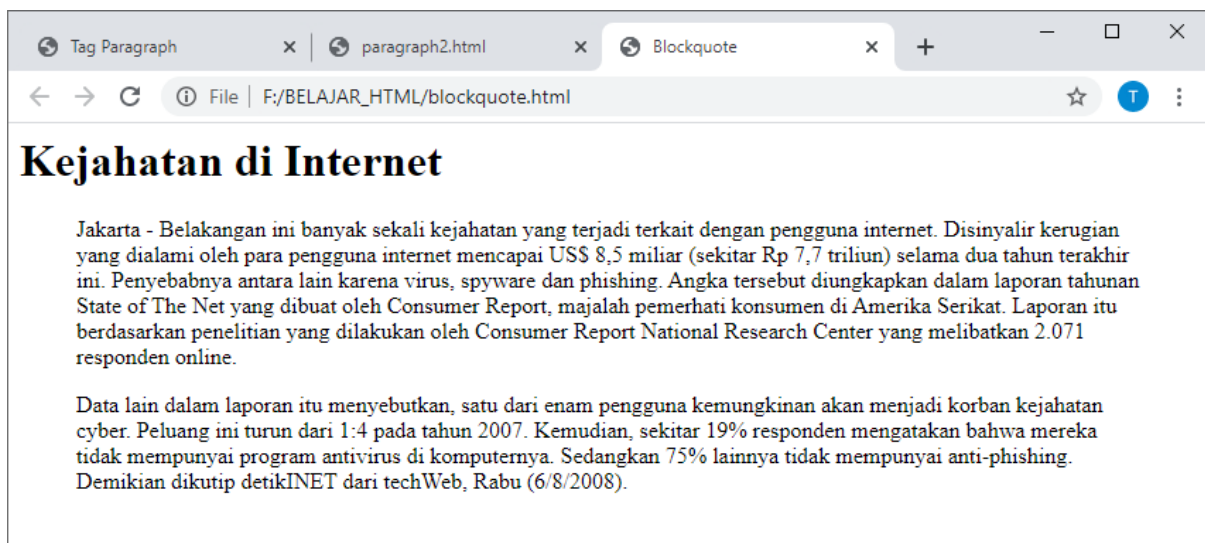 Tag Paragraph
paragraph2.html
Blockquote
File
F:/BELAJAR_HTML/blockquote.html
T
Kejahatan di Internet
Jakarta - Belakangan ini banyak sekali kejahatan yang terjadi terkait dengan pengguna internet. Disinyalir kerugian
yang dialami oleh para pengguna internet mencapai US$ 8,5 miliar (sekitar Rp 7,7 triliun) selama dua tahun terakhir
ini. Penyebabnya antara lain karena virus, spyware dan phishing. Angka tersebut diungkapkan dalam laporan tahunan
State of The Net yang dibuat oleh Consumer Report, majalah pemerhati konsumen di Amerika Serikat. Laporan itu
berdasarkan penelitian yang dilakukan oleh Consumer Report National Research Center yang melibatkan 2.071
responden online.
Data lain dalam laporan itu menyebutkan, satu dari enam pengguna kemungkinan akan menjadi korban kejahatan
cyber. Peluang ini turun dari 1:4 pada tahun 2007. Kemudian, sekitar 19% responden mengatakan bahwa mereka
tidak mempunyai program antivirus di komputernya. Sedangkan 75% lainnya tidak mempunyai anti-phishing.
Demikian dikutip detikINET dari techWeb, Rabu (6/8/2008).